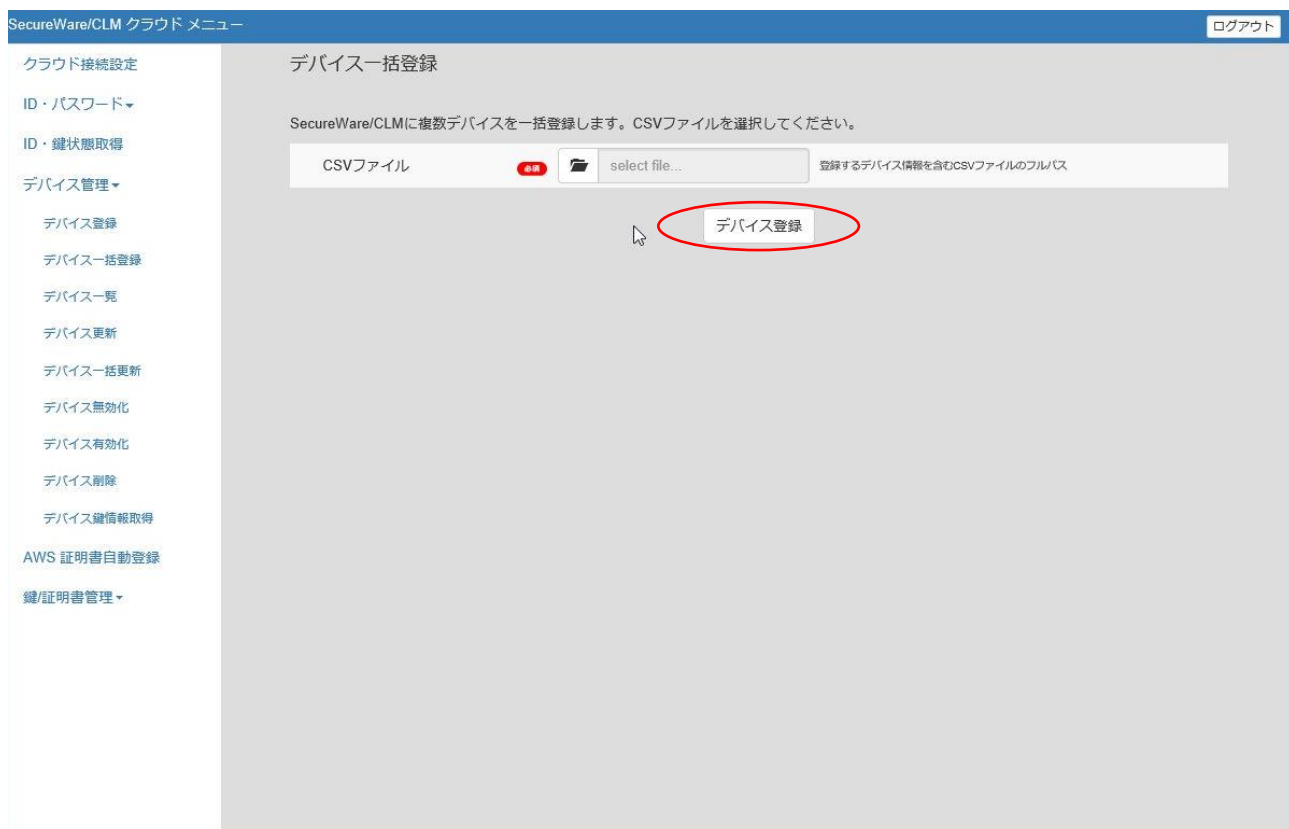 SecureWare/CLM クラウド メニュー
ログアウト
クラウド接続設定
ID・パスワード
ID・鍵状態取得
デバイス管理
デバイス登録
デバイス一括登録
デバイス一覧
デバイス更新
デバイス一括更新
デバイス無効化
デバイス有効化
デバイス削除
デバイス鍵情報取得
AWS 証明書自動登録
鍵/証明書管理
デバイス一括登録
SecureWare/CLMに複数デバイスを一括登録します。CSVファイルを選択してください。
CSVファイル 必須 select file... 登録するデバイス情報を含むCSVファイルのフルパス
デバイス登録